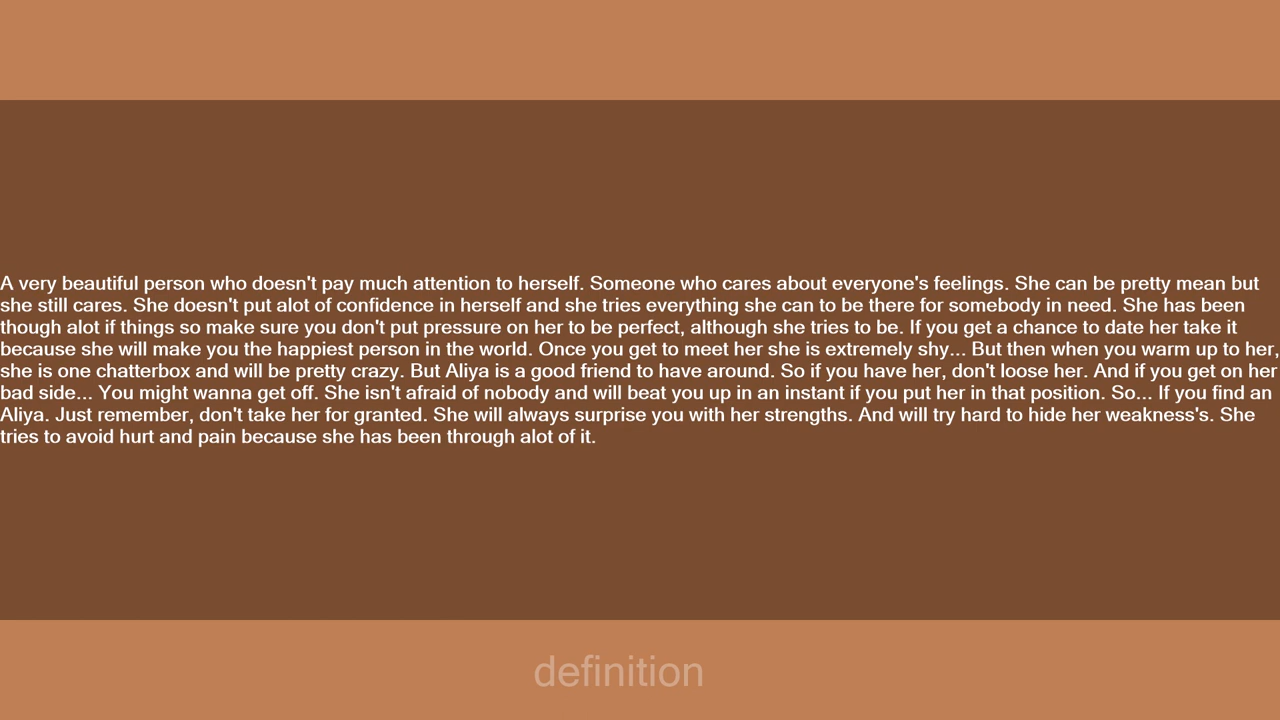 A very beautiful person who doesn't pay much attention to herself. Someone who cares about everyone's feelings. She can be pretty mean but
she still cares. She doesn't put alot of confidence in herself and she tries everything she can to be there for somebody in need. She has been
though alot if things so make sure you don't put pressure on her to be perfect, although she tries to be. If you get a chance to date her take it
because she will make you the happiest person in the world. Once you get to meet her she is extremely shy... But then when you warm up to her,
she is one chatterbox and will be pretty crazy. But Aliya is a good friend to have around. So if you have her, don't loose her. And if you get on her
bad side... You might wanna get off. She isn't afraid of nobody and will beat you up in an instant if you put her in that position. So... If you find an
Aliya. Just remember, don't take her for granted. She will always surprise you with her strengths. And will try hard to hide her weakness's. She
tries to avoid hurt and pain because she has been through alot of it.
definition